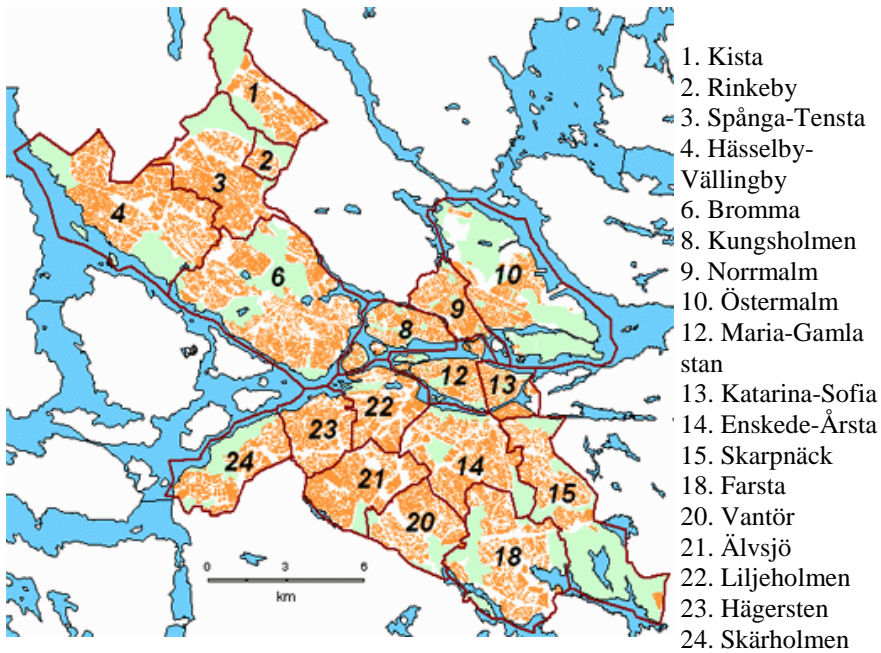 1
2
3
4
6
10
9
8
12
13
22
23
24
14
21
15
20
18
0 3 6
km
1. Kista
2. Rinkeby
3. Spånga-Tensta
4. Hässelby-
Vällingby
6. Bromma
8. Kungsholmen
9. Norrmalm
10. Östermalm
12. Maria-Gamla
stan
13. Katarina-Sofia
14. Enskede-Årsta
15. Skarpnäck
18. Farsta
20. Vantör
21. Älvsjö
22. Liljeholmen
23. Hägersten
24. Skärholmen